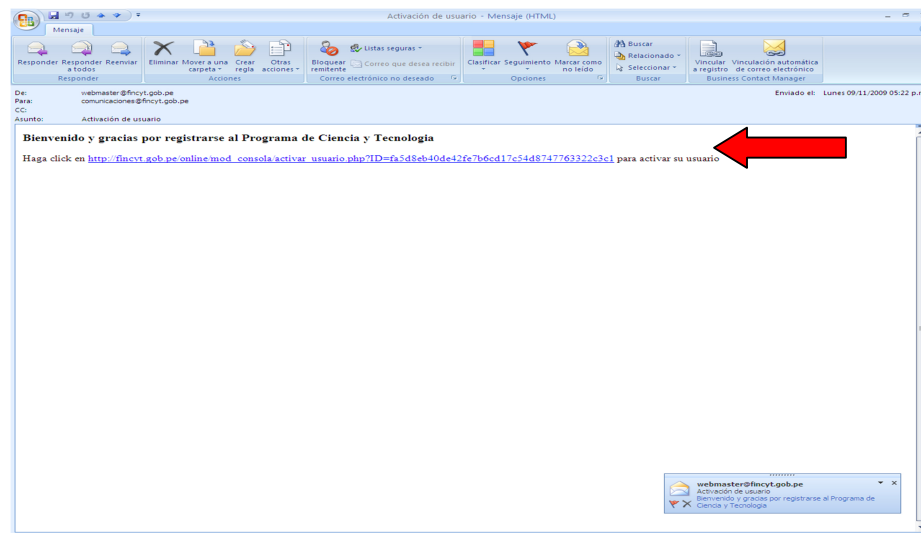 Activación de usuario - Mensaje (HTML)
Mensaje
Responder Responder a todos Reenviar
Eliminar Mover a una carpeta Crear regla Otras acciones
Bloquear remitente Listas seguras
Correo que desea recibir
Clasificar Seguimiento Marcar como no leído
Buscar
Relacionado
Seleccionar
Vincular a registro Vinculación automática de correo electrónico
Responder Acciones Correo electrónico no deseado Opciones Buscar Business Contact Manager
De: webmaster@fincyt.gob.pe Enviado el: Lunes 09/11/2009 05:22 p.
Para: comunicaciones@fincyt.gob.pe
CC:
Asunto: Activación de usuario
Bienvenido y gracias por registrarse al Programa de Ciencia y Tecnologia
Haga click en http://fincyt.gob.pe/online/mod_consola/activar_usuario.php?ID=fa5d8eb40de42fe7b6cd17c54d8747763322c3c1 para activar su usuario
webmaster@fincyt.gob.pe
Activación de usuario
Bienvenido y gracias por registrarse al Programa de
Ciencia y Tecnologia